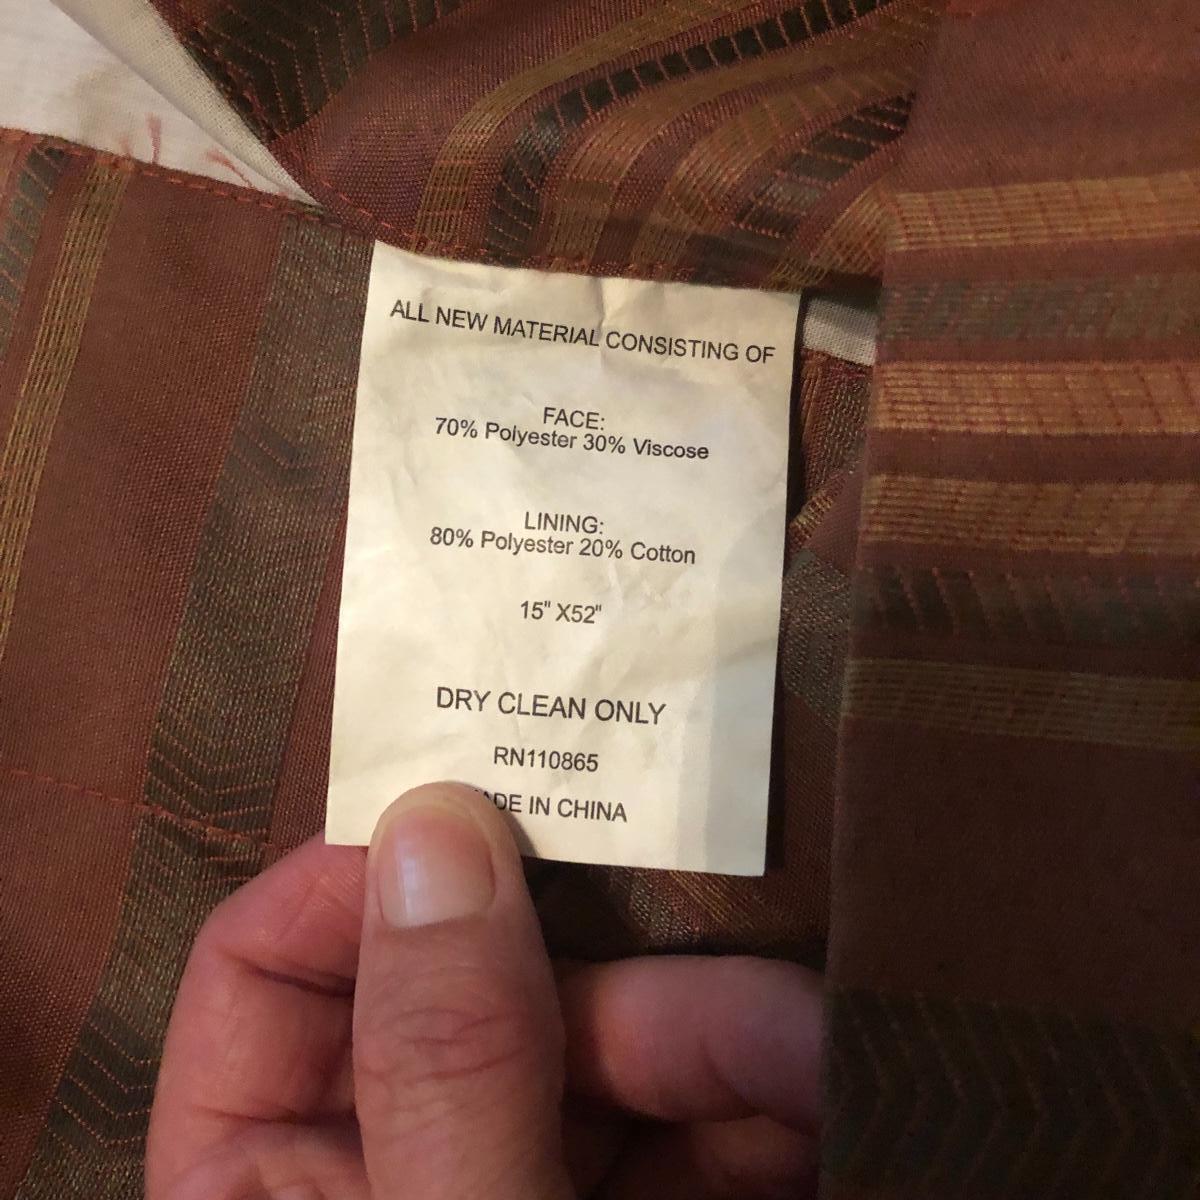 ALL NEW MATERIAL CONSISTING OF
FACE:
70% Polyester 30% Viscose
LINING:
80% Polyester 20% Cotton
15" X52"
DRY CLEAN ONLY
RN110865
MADE IN CHINA